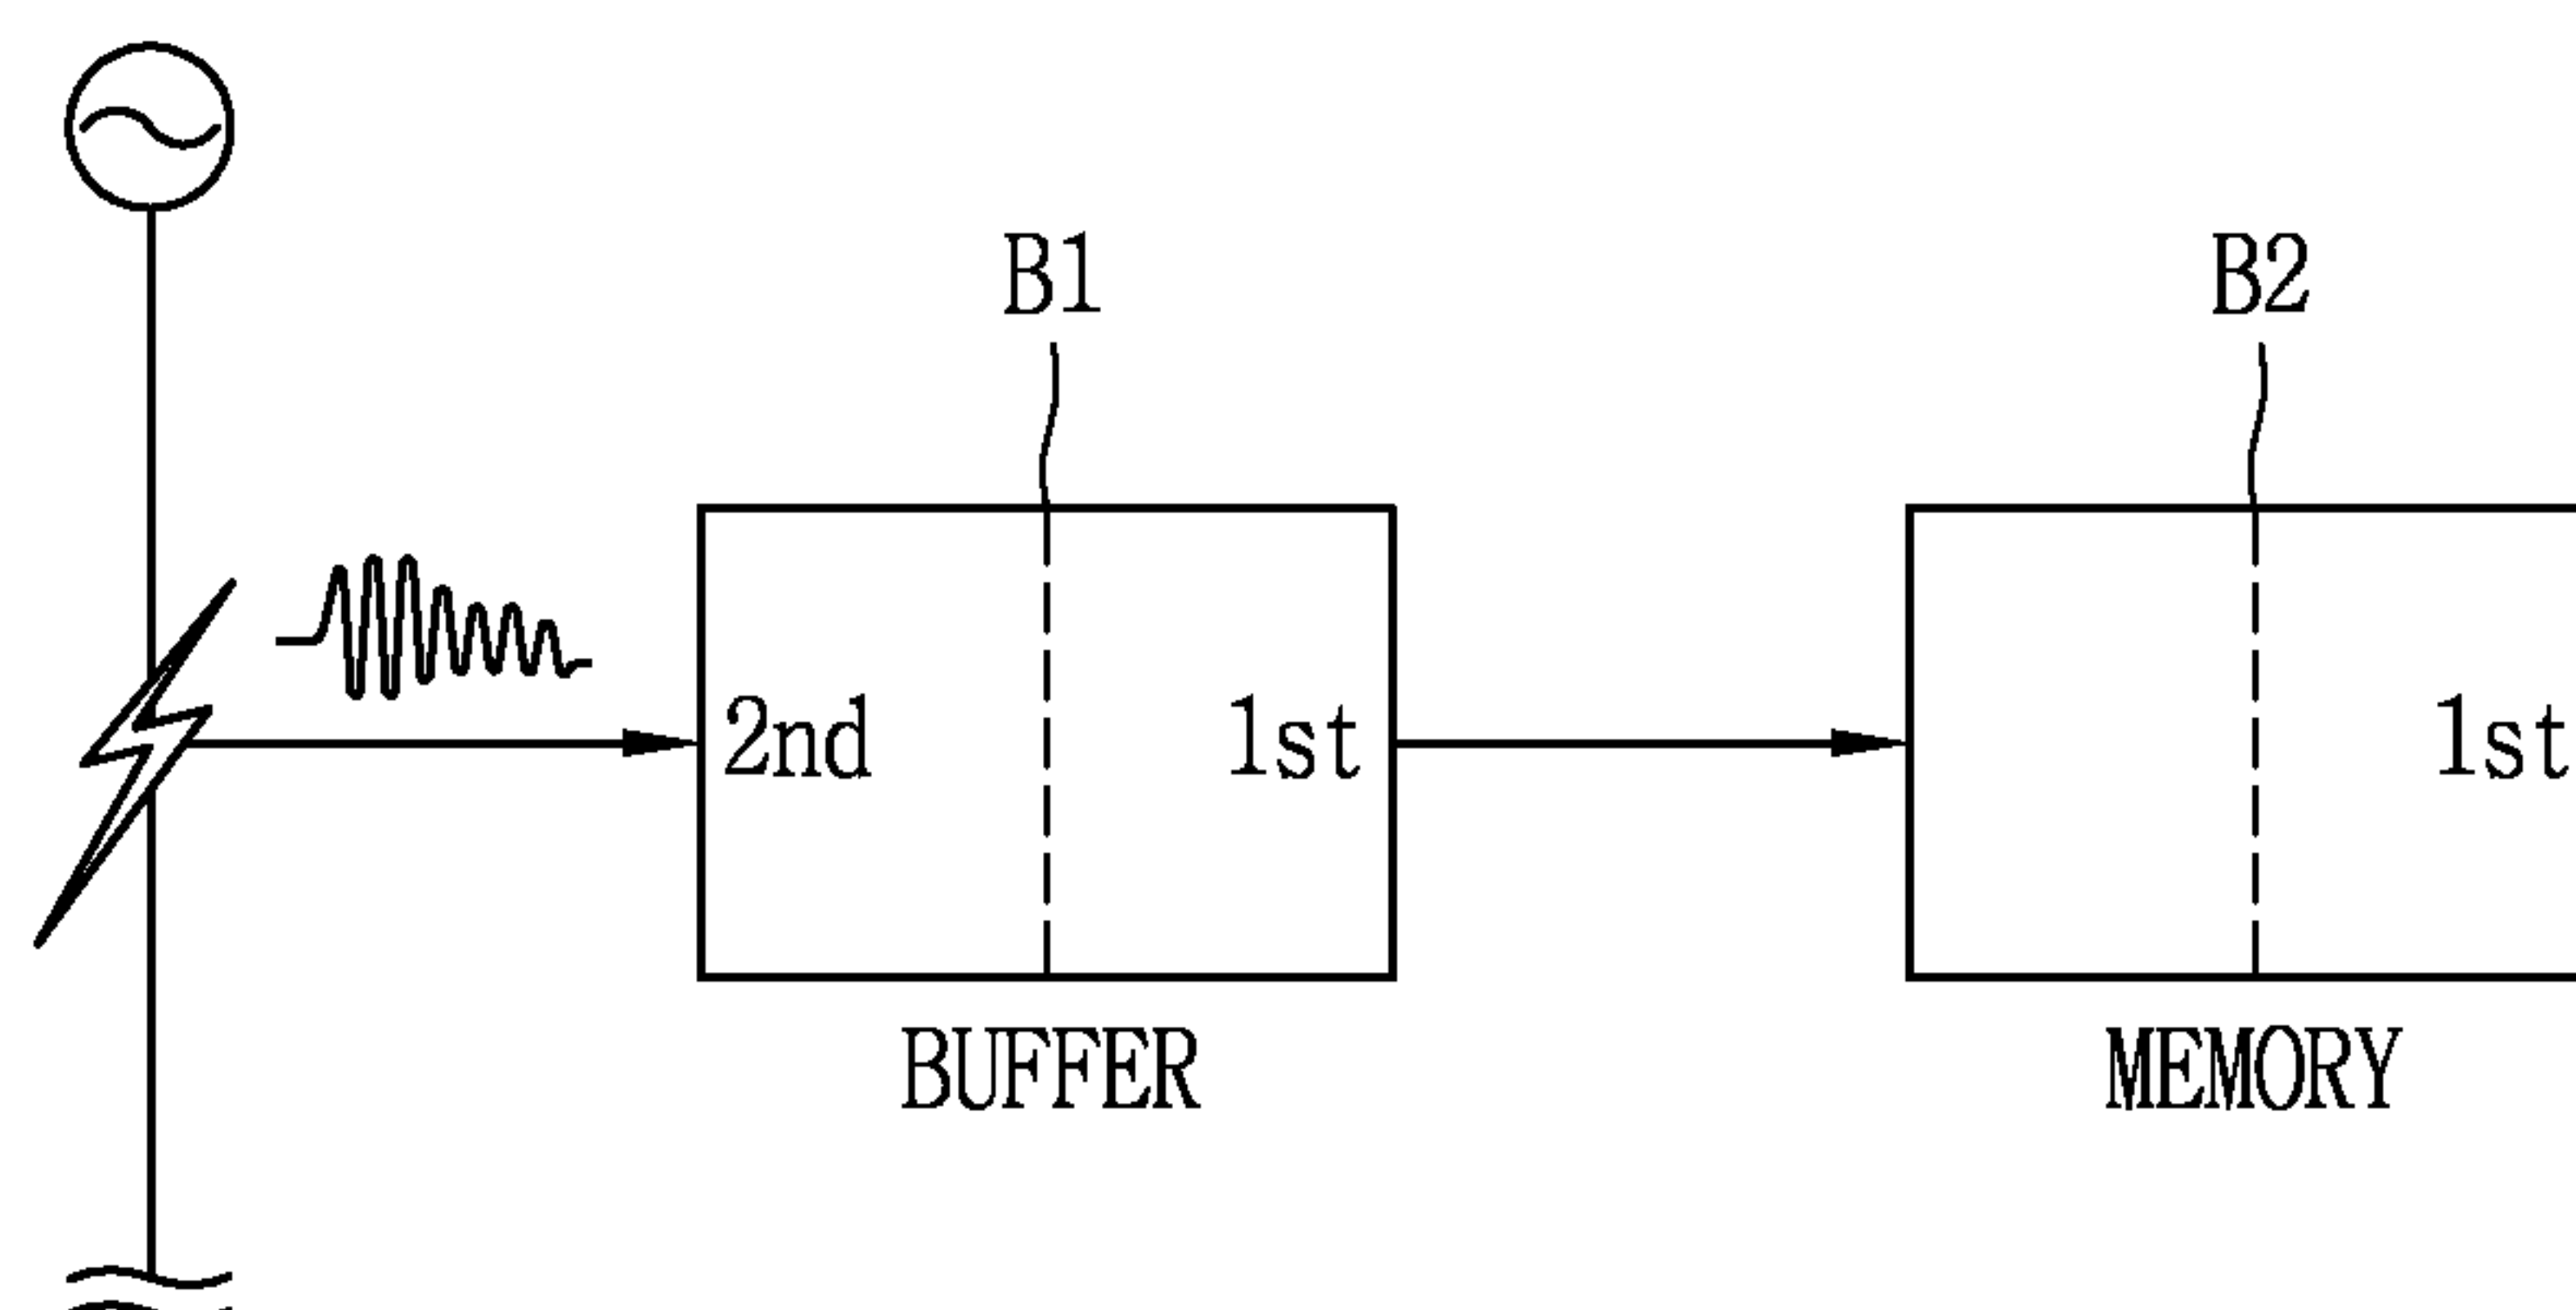 B1
B2
2nd
1st
1st
BUFFER
MEMORY